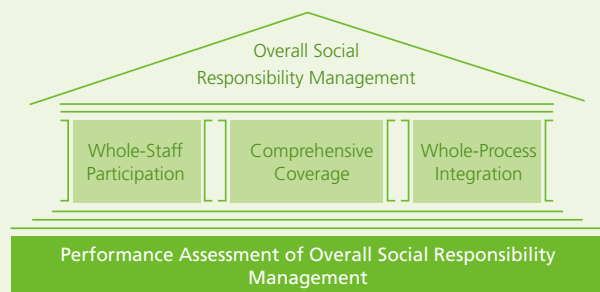 Overall Social
Responsibility Management
Whole-Staff
Participation
Comprehensive
Coverage
Whole-Process
Integration
Performance Assessment of Overall Social Responsibility
Management